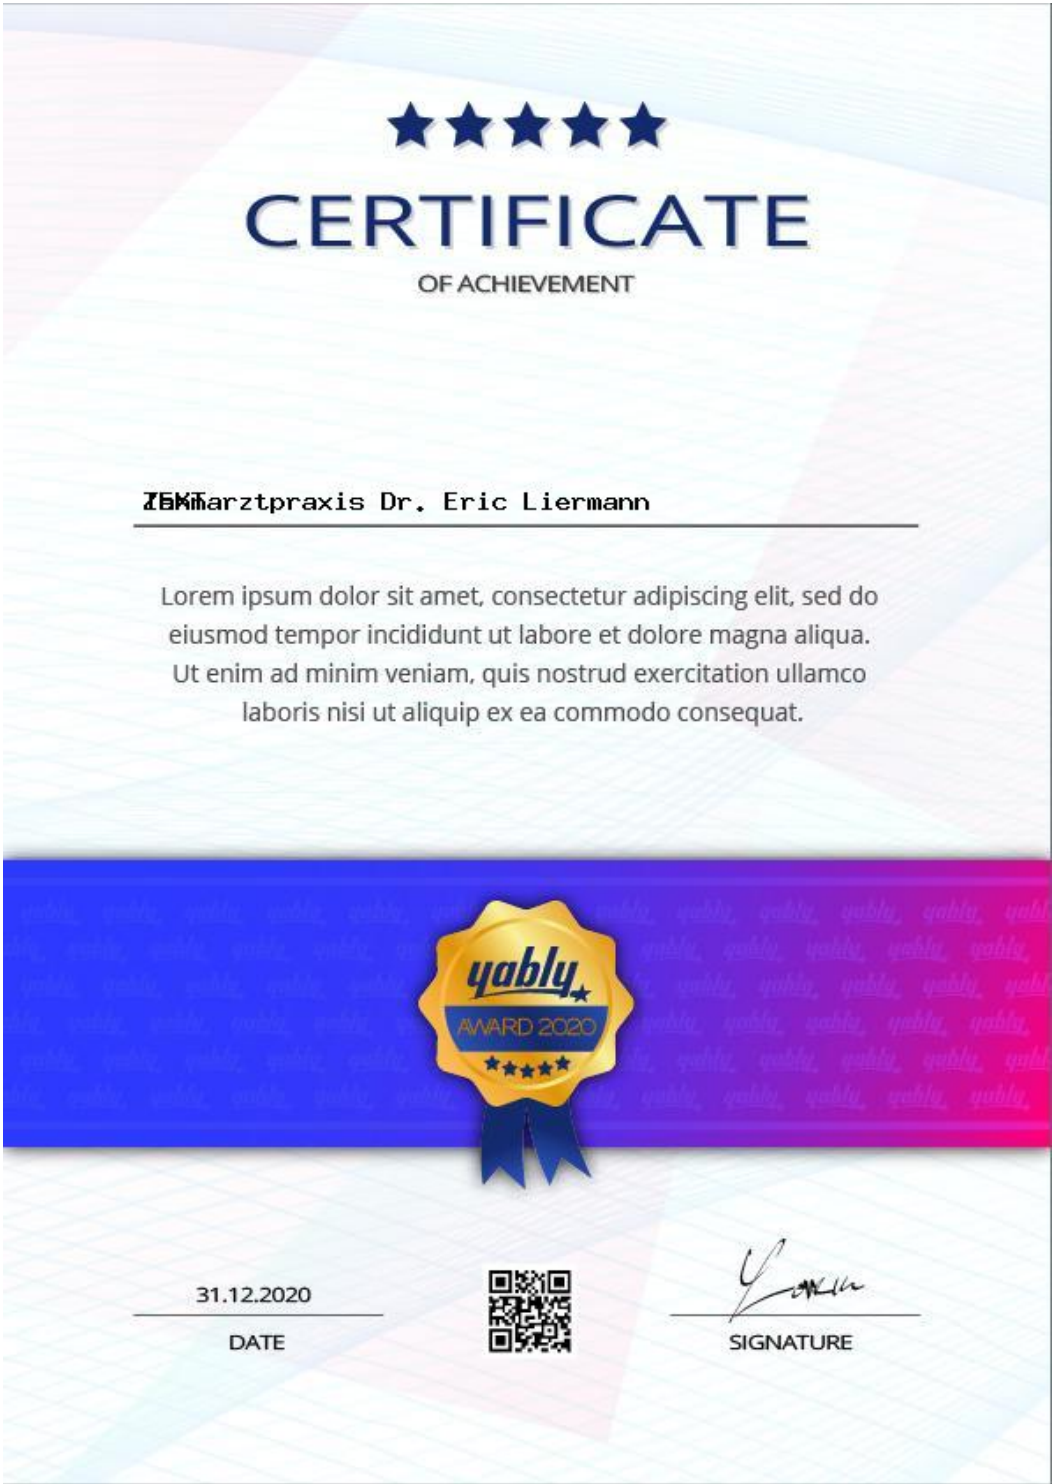 CERTIFICATE
OF ACHIEVEMENT
Zahnarztpraxis Dr. Eric Liermann
Lorem ipsum dolor sit amet, consectetur adipiscing elit, sed do
eiusmod tempor incididunt ut labore et dolore magna aliqua.
Ut enim ad minim veniam, quis nostrud exercitation ullamco
laboris nisi ut aliquip ex ea commodo consequat.
yably
AWARD 2020
31.12.2020
DATE
SIGNATURE